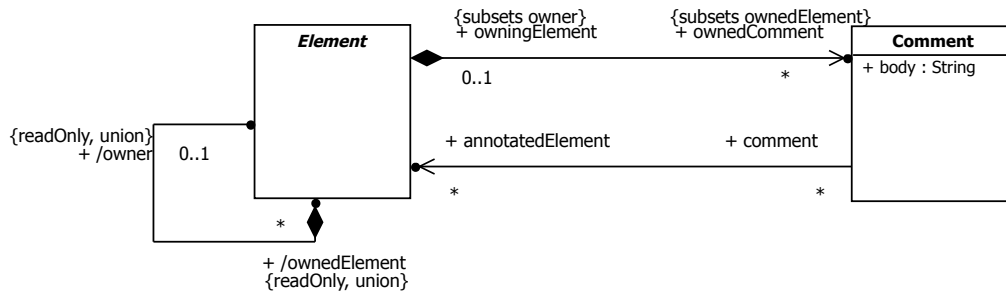 {subsets owner}
+ owningElement
{subsets ownedElement}
+ ownedComment
Element
Comment
+ body : String
0..1
*
{readOnly, union}
+ /owner
0..1
+ annotatedElement
+ comment
*
*
*
+ /ownedElement
{readOnly, union}